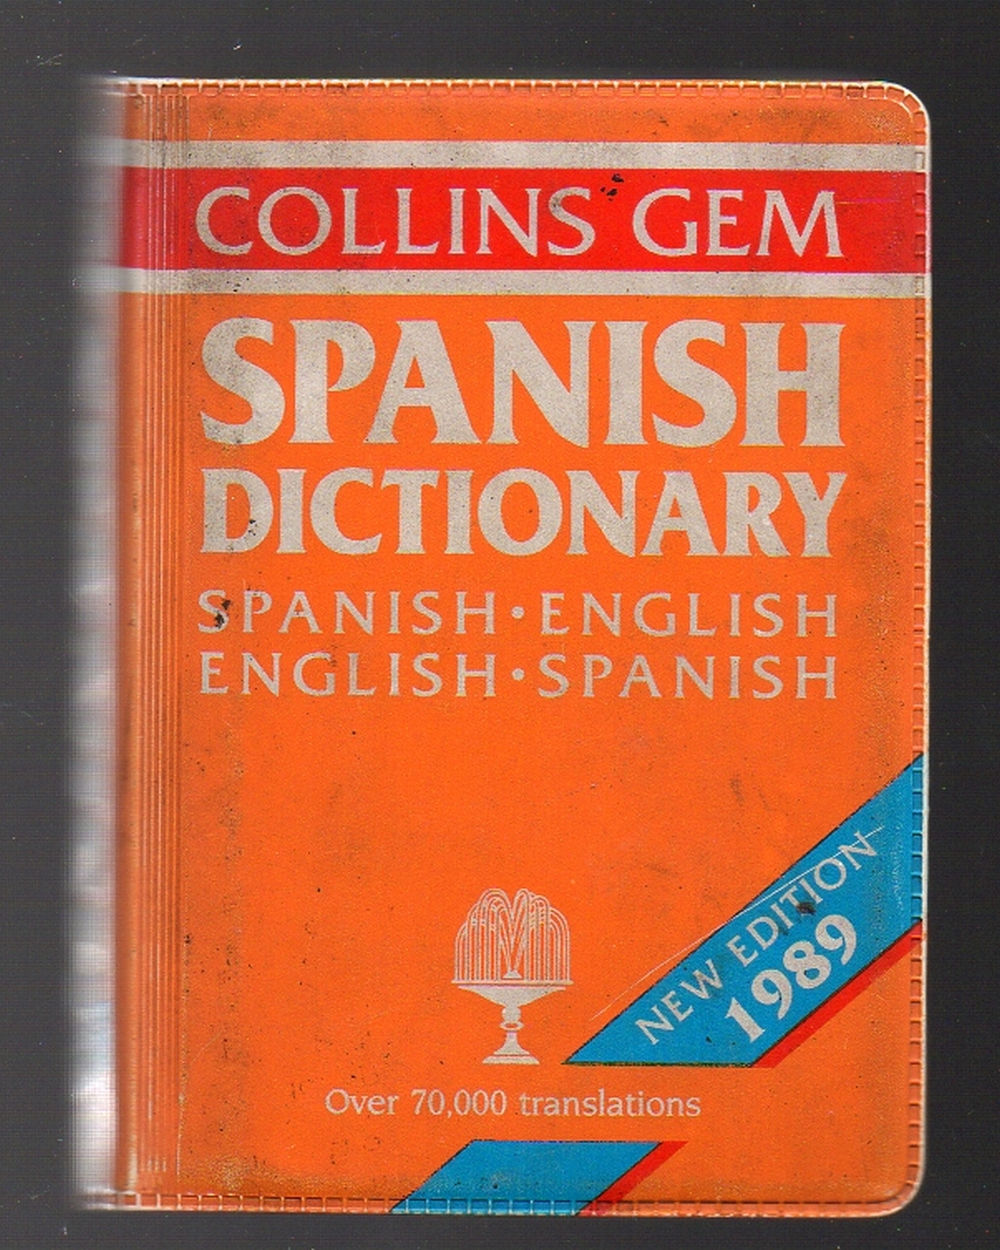 COLLINS GEM
SPANISH
DICTIONARY
SPANISH•ENGLISH
ENGLISH•SPANISH
NEW EDITION
1989
Over 70,000 translations